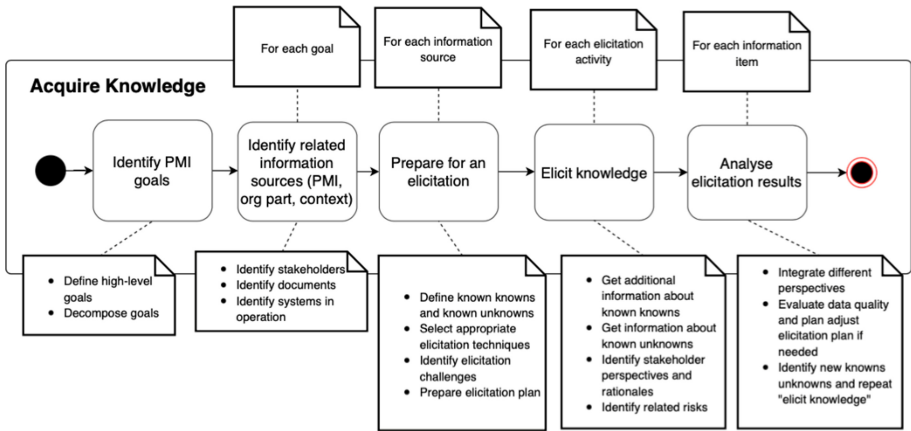 For each goal
For each information
source
For each elicitation
activity
For each information
item
Acquire Knowledge
Identify PMI
goals
Identify related
information
sources (PMI,
org part, context)
Prepare for an
elicitation
Elicit knowledge
Analyse
elicitation results
• Define high-level
goals
• Decompose goals
• Identify stakeholders
• Identify documents
• Identify systems in
operation
• Define known knowns
and known unknowns
• Select appropriate
elicitation techniques
• Identify elicitation
challenges
• Prepare elicitation plan
• Get additional
information about
known knowns
• Get information about
known unknowns
• Identify stakeholder
perspectives and
rationales
• Identify related risks
• Integrate different
perspectives
• Evaluate data quality
and plan adjust
elicitation plan if
needed
• Identify new knowns
unknowns and repeat
"elicit knowledge"